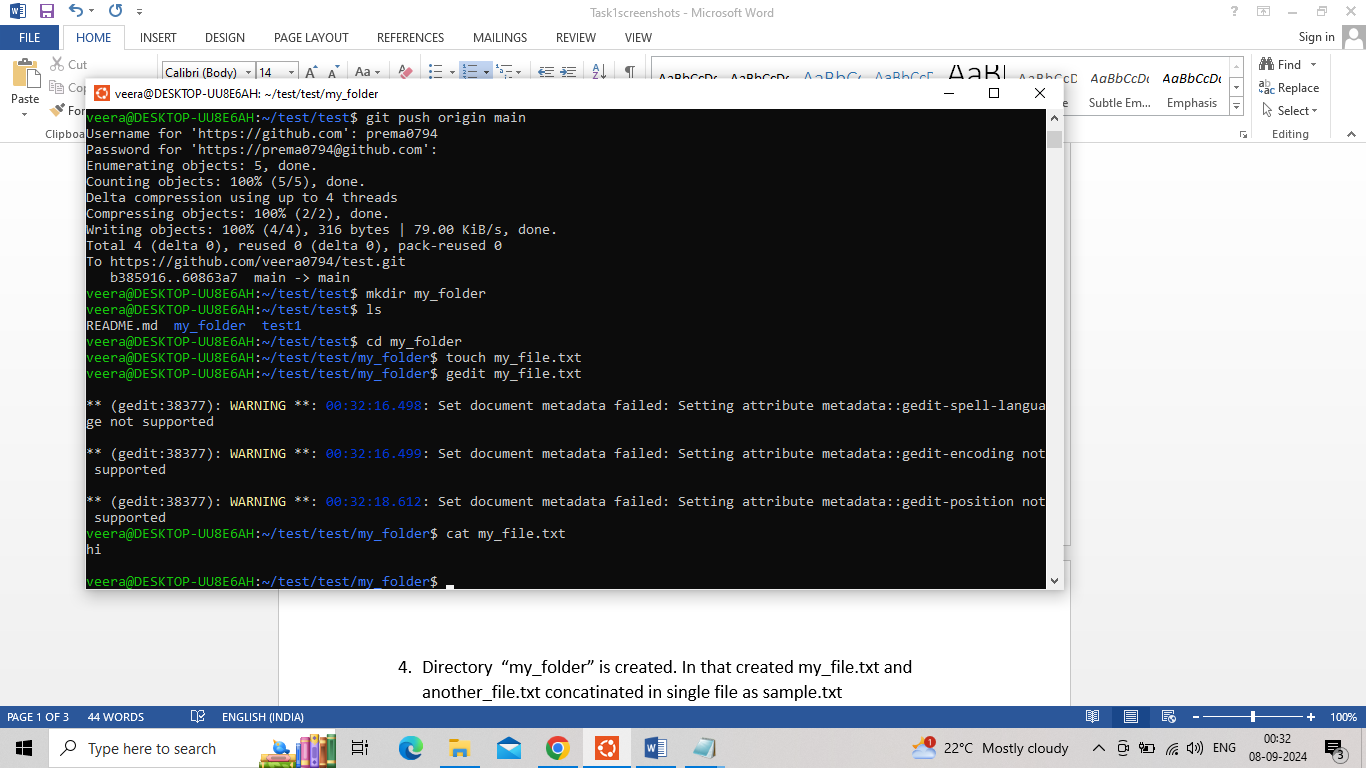 Task1screenshots - Microsoft Word
FILE HOME INSERT DESIGN PAGE LAYOUT REFERENCES MAILINGS REVIEW VIEW Sign in
Cut
Paste
Calibri (Body) 14
Aa
AaBbCcDc
Subtle Em... Emphasis
Find
Replace
Select
Editing
veera@DESKTOP-UU8E6AH: ~/test/test/my_folder
veera@DESKTOP-UU8E6AH:~/test/test$ git push origin main
Username for 'https://github.com': prema0794
Password for 'https://prema0794@github.com':
Enumerating objects: 5, done.
Counting objects: 100% (5/5), done.
Delta compression using up to 4 threads
Compressing objects: 100% (2/2), done.
Writing objects: 100% (4/4), 316 bytes | 79.00 KiB/s, done.
Total 4 (delta 0), reused 0 (delta 0), pack-reused 0
To https://github.com/veera0794/test.git
   b385916..60863a7  main -> main
veera@DESKTOP-UU8E6AH:~/test/test$ mkdir my_folder
veera@DESKTOP-UU8E6AH:~/test/test$ ls
README.md  my_folder  test1
veera@DESKTOP-UU8E6AH:~/test/test$ cd my_folder
veera@DESKTOP-UU8E6AH:~/test/test/my_folder$ touch my_file.txt
veera@DESKTOP-UU8E6AH:~/test/test/my_folder$ gedit my_file.txt
** (gedit:38377): WARNING **: 00:32:16.498: Set document metadata failed: Setting attribute metadata::gedit-spell-langua
ge not supported
** (gedit:38377): WARNING **: 00:32:16.499: Set document metadata failed: Setting attribute metadata::gedit-encoding not
 supported
** (gedit:38377): WARNING **: 00:32:18.612: Set document metadata failed: Setting attribute metadata::gedit-position not
 supported
veera@DESKTOP-UU8E6AH:~/test/test/my_folder$ cat my_file.txt
hi
veera@DESKTOP-UU8E6AH:~/test/test/my_folder$
4. Directory “my_folder” is created. In that created my_file.txt and
another_file.txt concatinated in single file as sample.txt
PAGE 1 OF 3 44 WORDS ENGLISH (INDIA) 100%
Type here to search
22°C Mostly cloudy ENG
00:32
08-09-2024
3